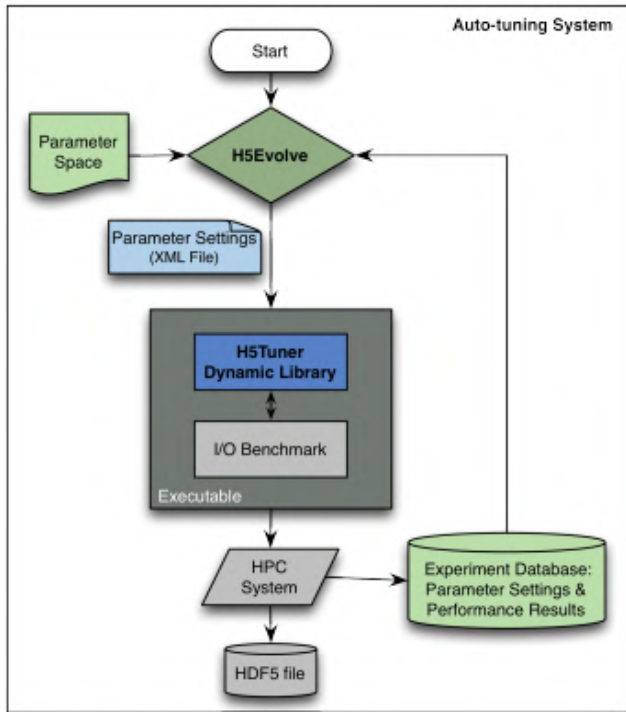 Auto-tuning System
Start
Parameter
Space
H5Evolve
Parameter Settings
(XML File)
H5Tuner
Dynamic Library
I/O Benchmark
Executable
HPC
System
Experiment Database:
Parameter Settings &
Performance Results
HDF5 file